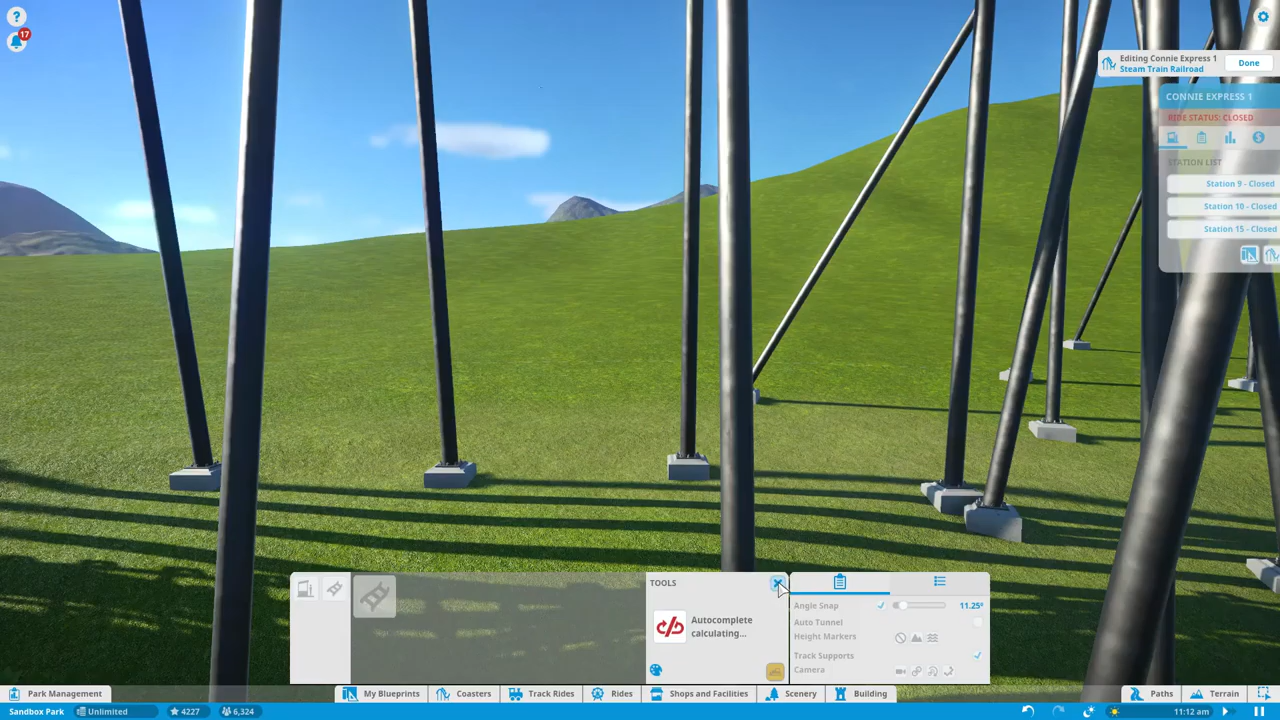 ?
17
Editing Connie Express 1
Steam Train Railroad
Done
CONNIE EXPRESS 1
RIDE STATUS: CLOSED
STATION LIST
Station 9 - Closed
Station 10 - Closed
Station 15 - Closed
TOOLS
Autocomplete
calculating...
Angle Snap
11.25°
Auto Tunnel
Height Markers
Track Supports
Camera
Park Management
My Blueprints
Coasters
Track Rides
Rides
Shops and Facilities
Scenery
Building
Paths
Terrain
Sandbox Park
Unlimited
4227
6,324
11:12 am